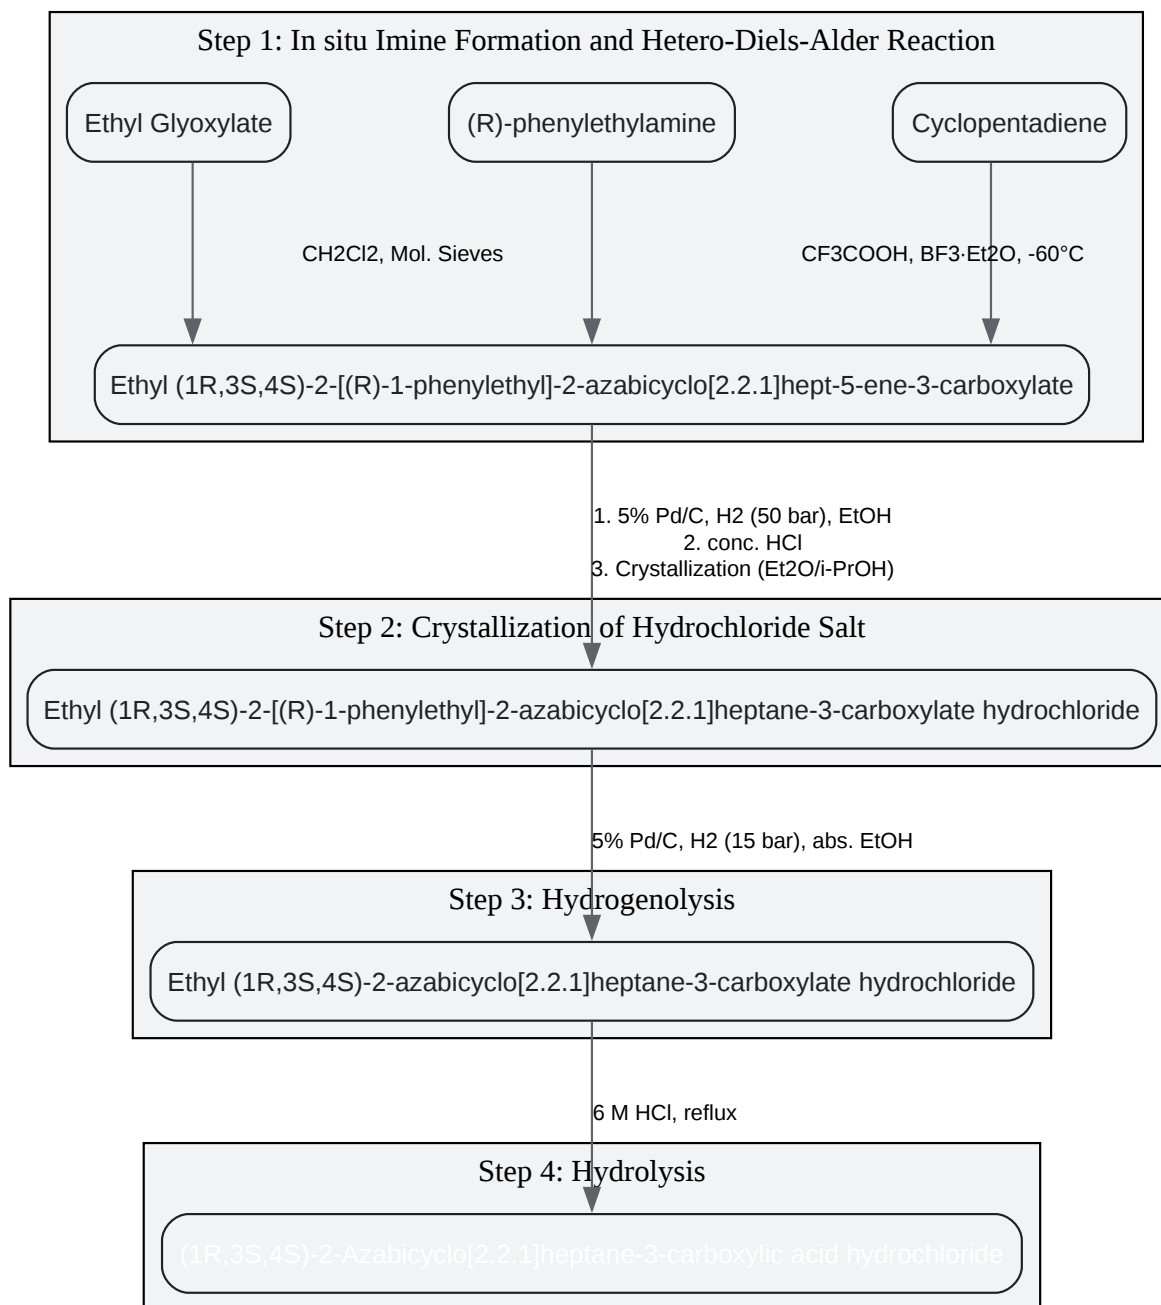 Step 1: In situ Imine Formation and Hetero-Diels-Alder Reaction
Ethyl Glyoxylate
(R)-phenylethylamine
Cyclopentadiene
CH2Cl2, Mol. Sieves
CF3COOH, BF3·Et2O, -60°C
Ethyl (1R,3S,4S)-2-[(R)-1-phenylethyl]-2-azabicyclo[2.2.1]hept-5-ene-3-carboxylate
1. 5% Pd/C, H2 (50 bar), EtOH
2. conc. HCl
3. Crystallization (Et2O/i-PrOH)
Step 2: Crystallization of Hydrochloride Salt
Ethyl (1R,3S,4S)-2-[(R)-1-phenylethyl]-2-azabicyclo[2.2.1]heptane-3-carboxylate hydrochloride
5% Pd/C, H2 (15 bar), abs. EtOH
Step 3: Hydrogenolysis
Ethyl (1R,3S,4S)-2-azabicyclo[2.2.1]heptane-3-carboxylate hydrochloride
6 M HCl, reflux
Step 4: Hydrolysis
(1R,3S,4S)-2-Azabicyclo[2.2.1]heptane-3-carboxylic acid hydrochloride